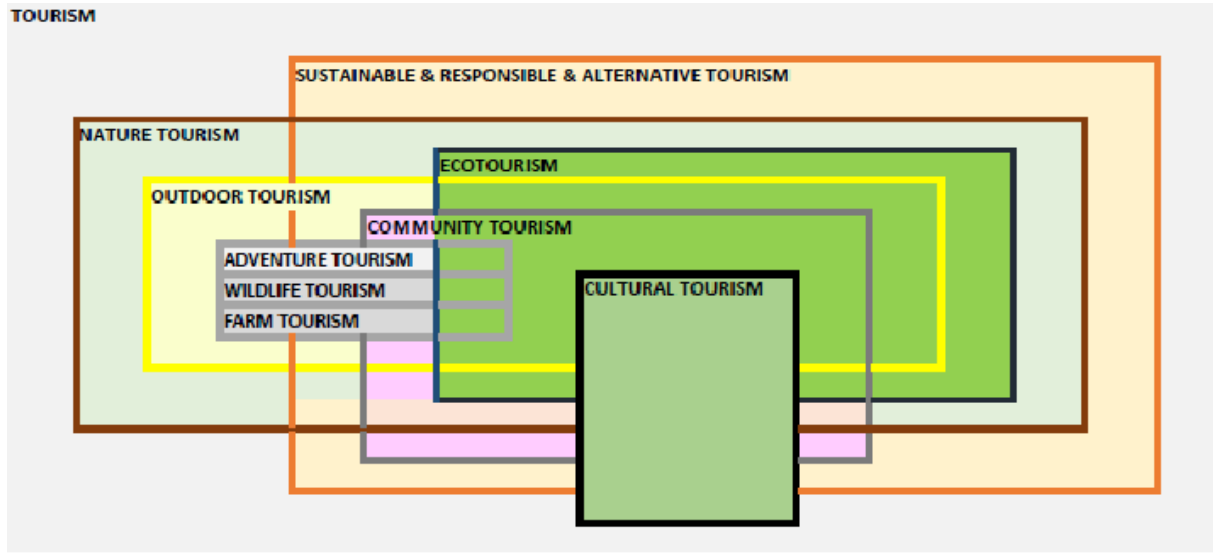 TOURISM
SUSTAINABLE & RESPONSIBLE & ALTERNATIVE TOURISM
NATURE TOURISM
ECOTOURISM
OUTDOOR TOURISM
COMMUNITY TOURISM
ADVENTURE TOURISM
WILDLIFE TOURISM
CULTURAL TOURISM
FARM TOURISM